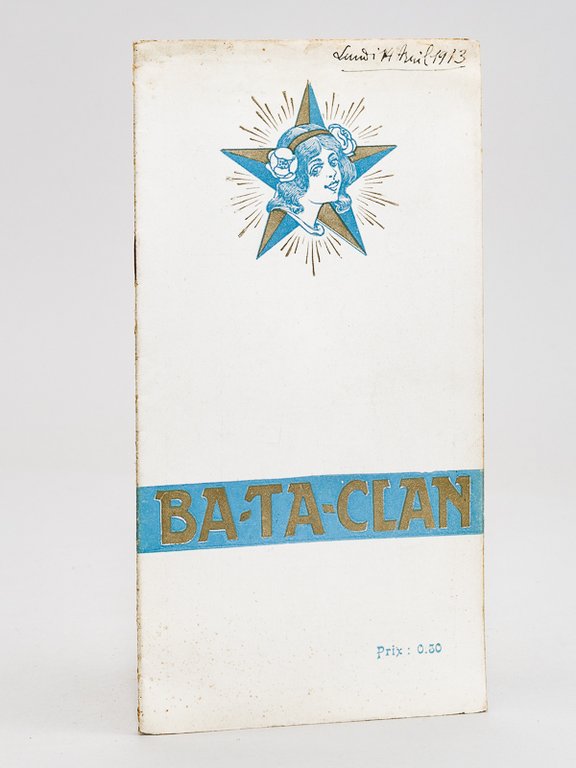 Lundi 14 Avril 1913
BA-TA-CLAN
Prix : 0.50